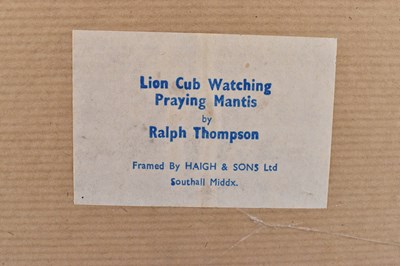 Lion Cub Watching
Praying Mantis
by
Ralph Thompson
Framed By HAIGH & SONS Ltd
Southall Middx.